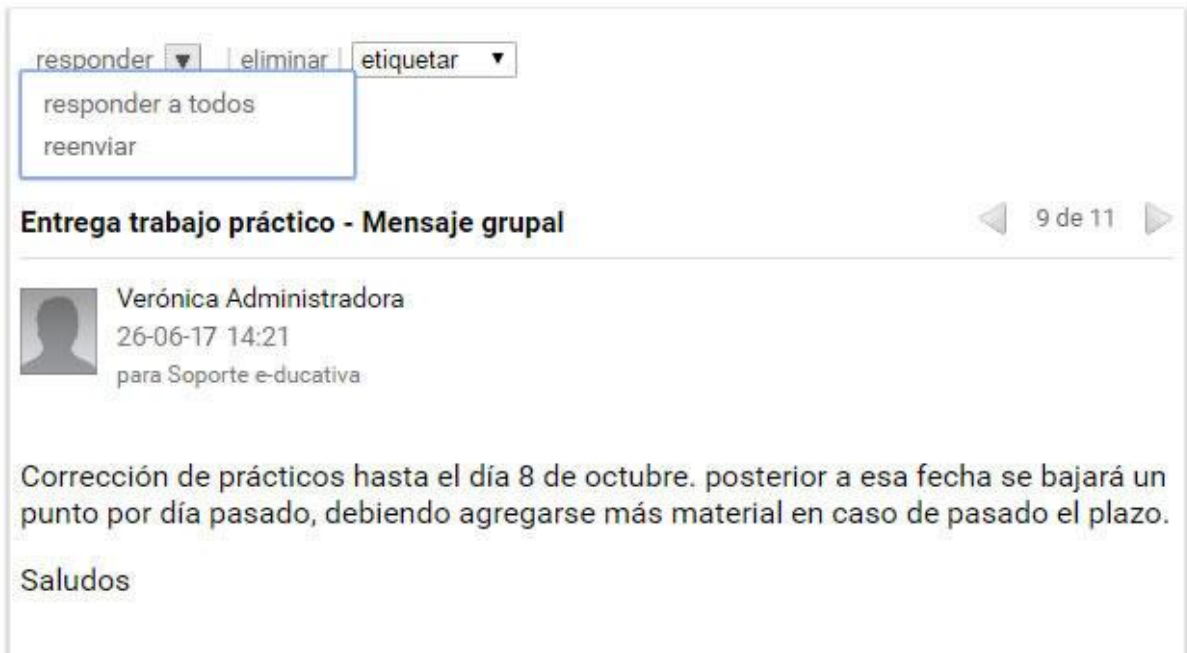 responder ▼ | eliminar | etiquetar ▼
responder a todos
reenviar
Entrega trabajo práctico - Mensaje grupal 9 de 11
Verónica Administradora
26-06-17 14:21
para Soporte e-ducativa
Corrección de prácticos hasta el día 8 de octubre. posterior a esa fecha se bajará un
punto por día pasado, debiendo agregarse más material en caso de pasado el plazo.
Saludos